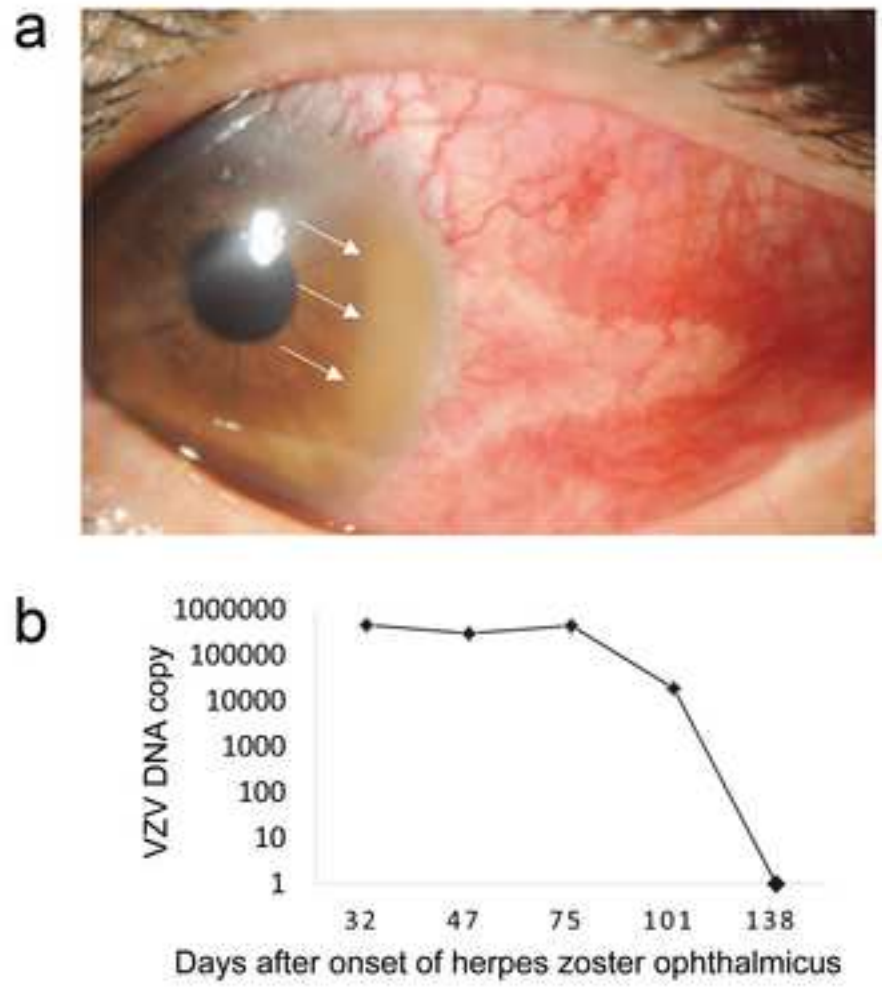 a
b
1000000
100000
10000
1000
100
10
1
VZV DNA copy
32 47 75 101 138
Days after onset of herpes zoster ophthalmicus